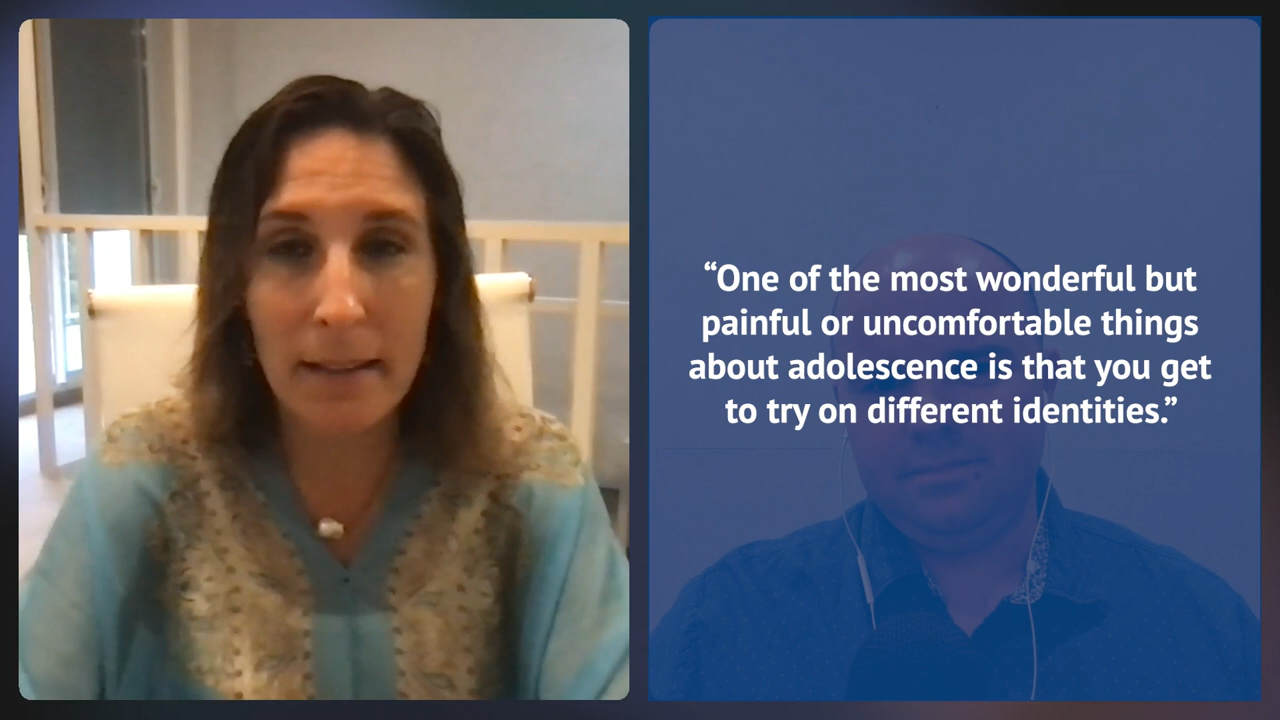 “One of the most wonderful but
painful or uncomfortable things
about adolescence is that you get
to try on different identities.”